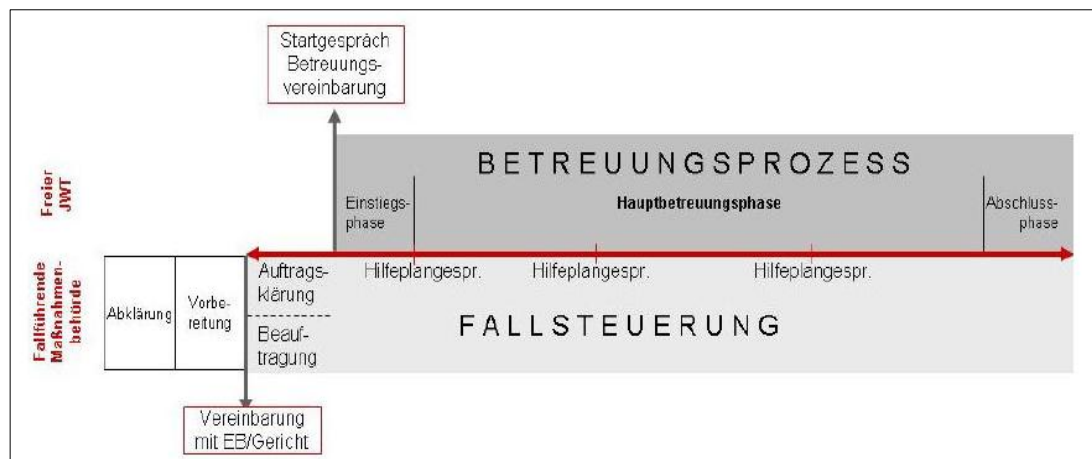 Startgespräch
Betreuungs-
vereinbarung
Freier
JWT
BETREUUNGSPROZESS
Einstiegs-
phase
Hauptbetreuungsphase
Abschluss-
phase
Fallführende
Maßnahmen-
behörde
Abklärung
Vorbe-
reitung
Auftrags-
klärung
Beauf-
tragung
Hilfeplangespr.
Hilfeplangespr.
Hilfeplangespr.
FALLSTEUERUNG
Vereinbarung
mit EB/Gericht